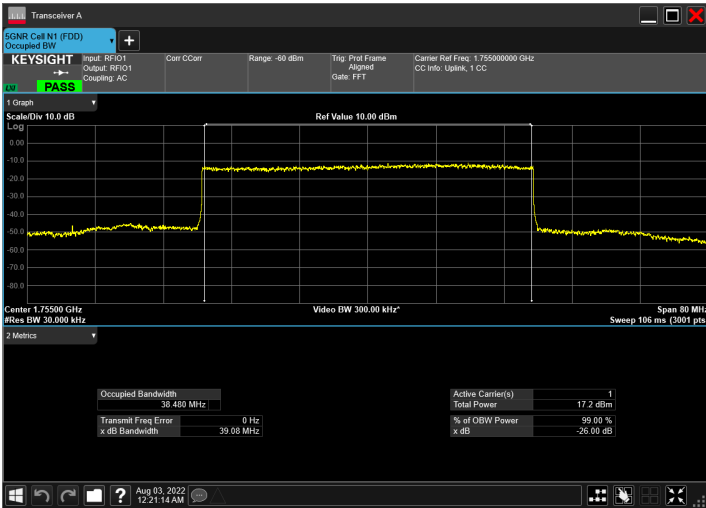 Transceiver A
5GNR Cell N1 (FDD)
Occupied BW
KEYSIGHT
LXI
PASS
Input: RFIO1
Output: RFIO1
Coupling: AC
Corr CCorr
Range: -60 dBm
Trig: Prot Frame
Aligned
Gate: FFT
Carrier Ref Freq: 1.755000000 GHz
CC Info: Uplink, 1 CC
1 Graph
Scale/Div 10.0 dB
Ref Value 10.00 dBm
Log
0.00
-10.0
-20.0
-30.0
-40.0
-50.0
-60.0
-70.0
-80.0
Center 1.75500 GHz
Video BW 300.00 kHz*
Span 80 MHz
#Res BW 30.000 kHz
Sweep 106 ms (3001 pts
2 Metrics
Occupied Bandwidth
38.480 MHz
Transmit Freq Error 0 Hz
x dB Bandwidth 39.08 MHz
Active Carrier(s) 1
Total Power 17.2 dBm
% of OBW Power 99.00 %
x dB -26.00 dB
?
Aug 03, 2022
12:21:14 AM